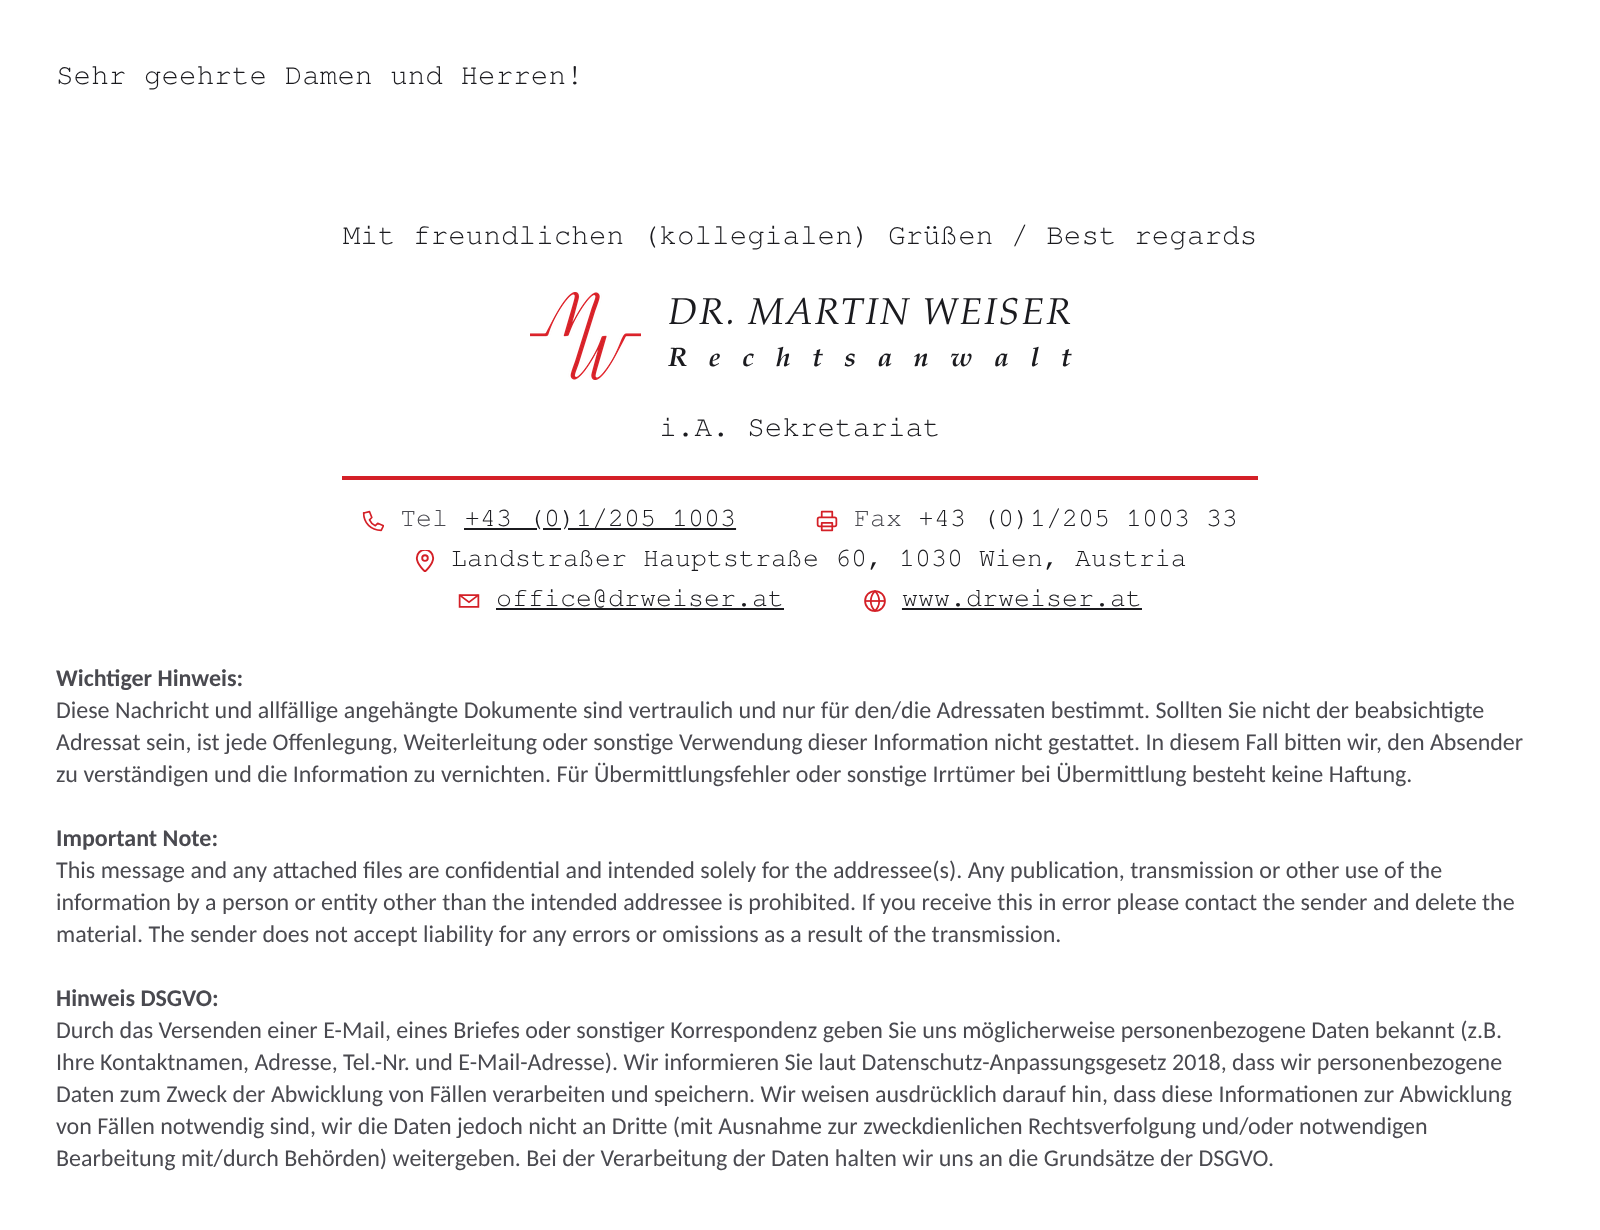 Sehr geehrte Damen und Herren!
Mit freundlichen (kollegialen) Grüßen / Best regards
MW
DR. MARTIN WEISER
Rechtsanwalt
i.A. Sekretariat
Tel +43 (0)1/205 1003 Fax +43 (0)1/205 1003 33
Landstraßer Hauptstraße 60, 1030 Wien, Austria
office@drweiser.at www.drweiser.at
Wichtiger Hinweis:
Diese Nachricht und allfällige angehängte Dokumente sind vertraulich und nur für den/die Adressaten bestimmt. Sollten Sie nicht der beabsichtigte
Adressat sein, ist jede Offenlegung, Weiterleitung oder sonstige Verwendung dieser Information nicht gestattet. In diesem Fall bitten wir, den Absender
zu verständigen und die Information zu vernichten. Für Übermittlungsfehler oder sonstige Irrtümer bei Übermittlung besteht keine Haftung.
Important Note:
This message and any attached files are confidential and intended solely for the addressee(s). Any publication, transmission or other use of the
information by a person or entity other than the intended addressee is prohibited. If you receive this in error please contact the sender and delete the
material. The sender does not accept liability for any errors or omissions as a result of the transmission.
Hinweis DSGVO:
Durch das Versenden einer E-Mail, eines Briefes oder sonstiger Korrespondenz geben Sie uns möglicherweise personenbezogene Daten bekannt (z.B.
Ihre Kontaktnamen, Adresse, Tel.-Nr. und E-Mail-Adresse). Wir informieren Sie laut Datenschutz-Anpassungsgesetz 2018, dass wir personenbezogene
Daten zum Zweck der Abwicklung von Fällen verarbeiten und speichern. Wir weisen ausdrücklich darauf hin, dass diese Informationen zur Abwicklung
von Fällen notwendig sind, wir die Daten jedoch nicht an Dritte (mit Ausnahme zur zweckdienlichen Rechtsverfolgung und/oder notwendigen
Bearbeitung mit/durch Behörden) weitergeben. Bei der Verarbeitung der Daten halten wir uns an die Grundsätze der DSGVO.